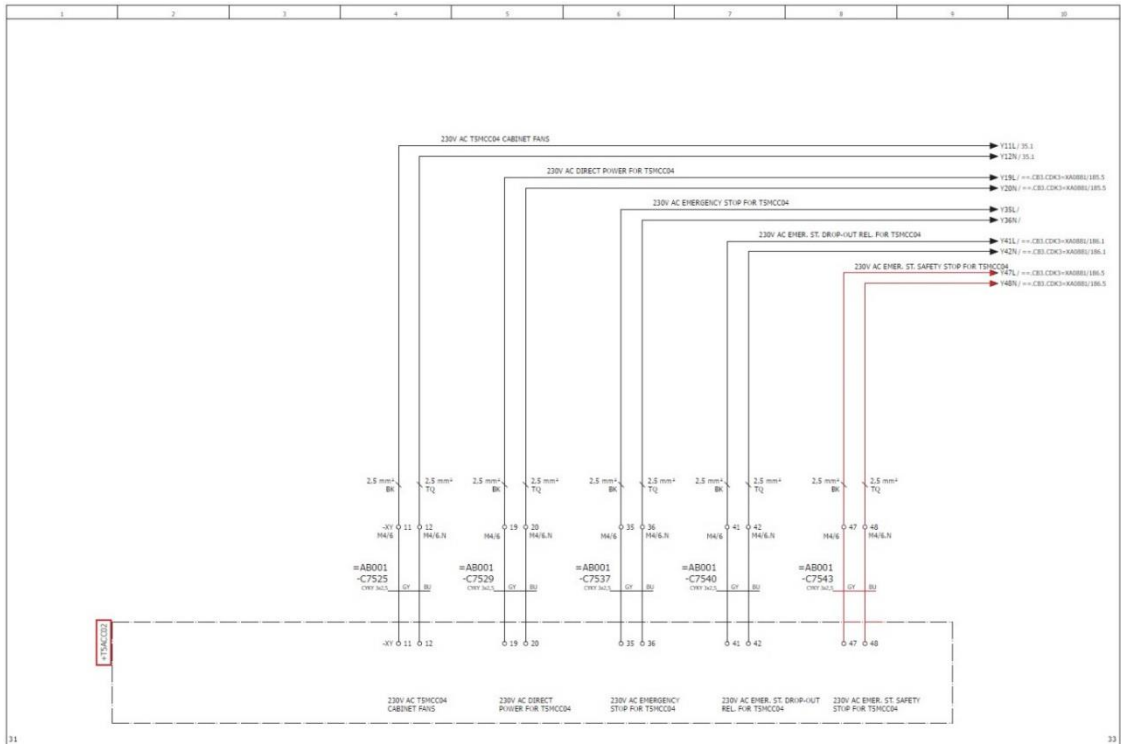 1 2 3 4 5 6 7 8 9 10
230V AC TSMCC04 CABINET FANS
Y11L / 35.1
Y12N / 35.1
230V AC DIRECT POWER FOR TSMCC04
Y19L / ==.CB3.CDK3=XA0881/185.5
Y20N / ==.CB3.CDK3=XA0881/185.5
230V AC EMERGENCY STOP FOR TSMCC04
Y35L /
Y36N /
230V AC EMER. ST. DROP-OUT REL. FOR TSMCC04
Y41L / ==.CB3.CDK3=XA0881/186.1
Y42N / ==.CB3.CDK3=XA0881/186.1
230V AC EMER. ST. SAFETY STOP FOR TSMCC04
Y47L / ==.CB3.CDK3=XA0881/186.5
Y48N / ==.CB3.CDK3=XA0881/186.5
2,5 mm² 2,5 mm² 2,5 mm² 2,5 mm² 2,5 mm² 2,5 mm² 2,5 mm² 2,5 mm² 2,5 mm² 2,5 mm²
BK TQ BK TQ BK TQ BK TQ BK TQ
-XY 11 12 19 20 35 36 41 42 47 48
M4/6 M4/6.N M4/6 M4/6.N M4/6 M4/6.N M4/6 M4/6.N M4/6 M4/6.N
=AB001 =AB001 =AB001 =AB001 =AB001
-C7525 -C7529 -C7537 -C7540 -C7543
GY BU GY BU GY BU GY BU GY BU
+TSACC02
-XY 11 12 19 20 35 36 41 42 47 48
230V AC TSMCC04 230V AC DIRECT 230V AC EMERGENCY 230V AC EMER. ST. DROP-OUT 230V AC EMER. ST. SAFETY
CABINET FANS POWER FOR TSMCC04 STOP FOR TSMCC04 REL. FOR TSMCC04 STOP FOR TSMCC04
31 33